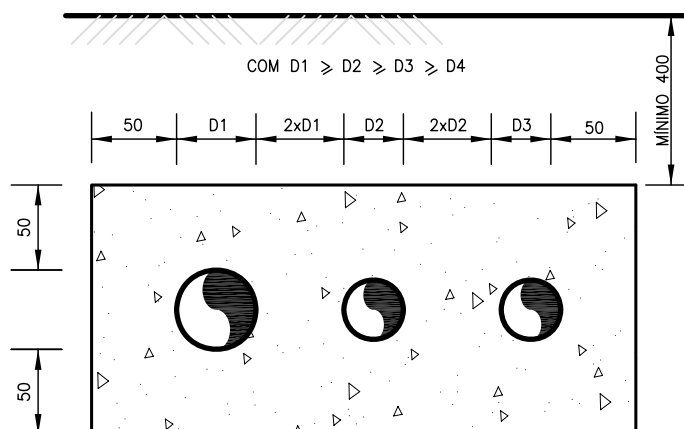 COM D1 ⩾ D2 ⩾ D3 ⩾ D4
MÍNIMO 400
50 D1 2xD1 D2 2xD2 D3 50
50
50